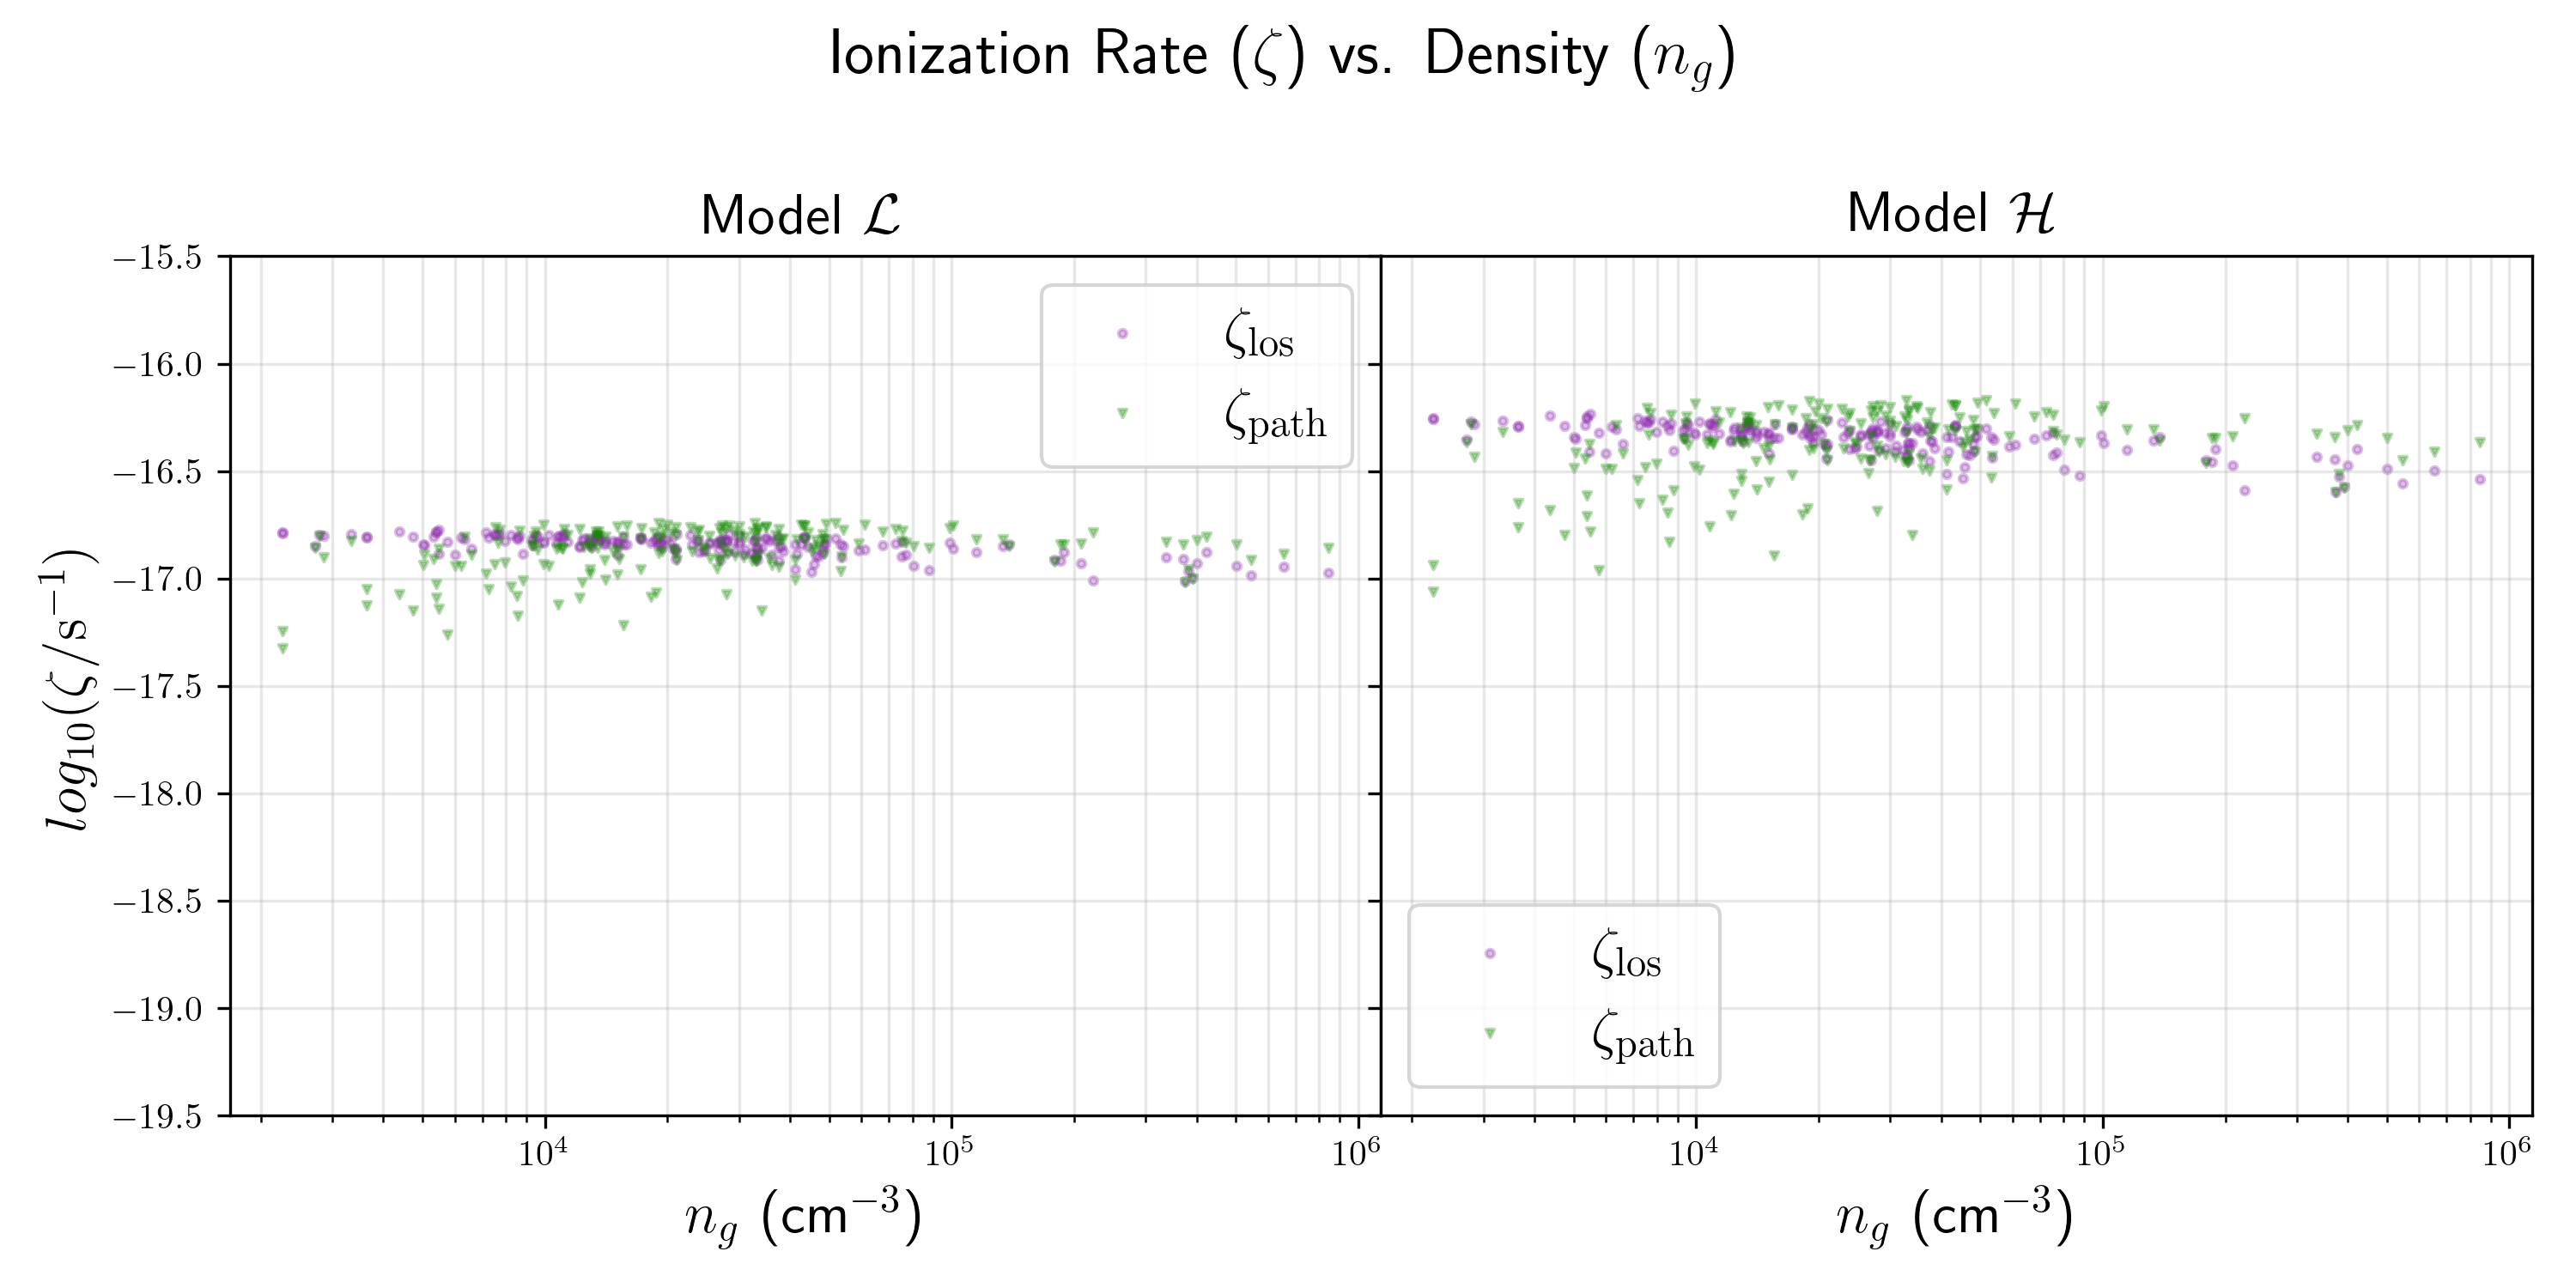 Ionization Rate (ζ) vs. Density (n_g)
Model ℒ
Model ℋ
log₁₀(ζ/s⁻¹)
−15.5
−16.0
−16.5
−17.0
−17.5
−18.0
−18.5
−19.0
−19.5
ζ_los
ζ_path
ζ_los
ζ_path
10⁴ 10⁵ 10⁶
10⁴ 10⁵ 10⁶
n_g (cm⁻³)
n_g (cm⁻³)